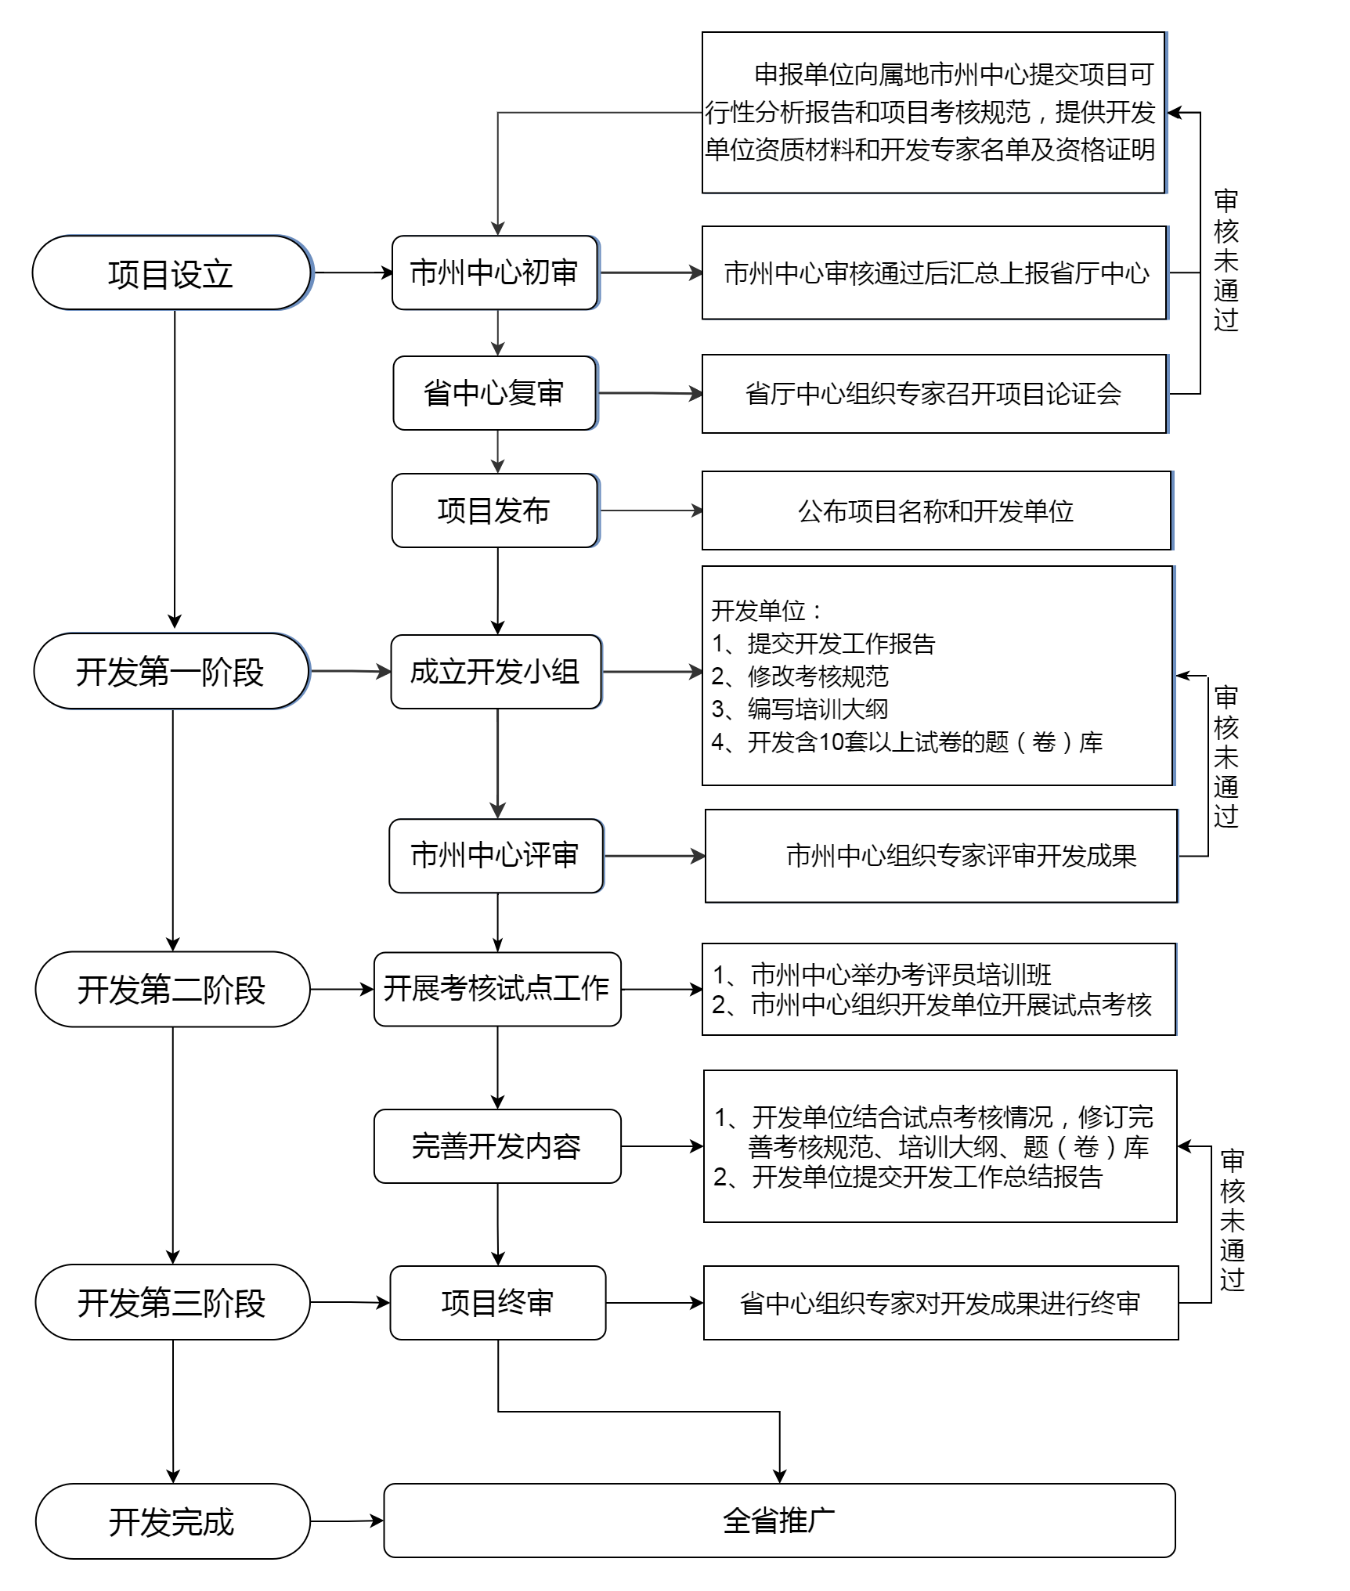 申报单位向属地市州中心提交项目可
行性分析报告和项目考核规范，提供开发
单位资质材料和开发专家名单及资格证明
审核未通过
项目设立
市州中心初审
市州中心审核通过后汇总上报省厅中心
省中心复审
省厅中心组织专家召开项目论证会
项目发布
公布项目名称和开发单位
开发第一阶段
成立开发小组
开发单位：
1、提交开发工作报告
2、修改考核规范
3、编写培训大纲
4、开发含10套以上试卷的题（卷）库
审核未通过
市州中心评审
市州中心组织专家评审开发成果
开发第二阶段
开展考核试点工作
1、市州中心举办考评员培训班
2、市州中心组织开发单位开展试点考核
完善开发内容
1、开发单位结合试点考核情况，修订完
善考核规范、培训大纲、题（卷）库
2、开发单位提交开发工作总结报告
审核未通过
开发第三阶段
项目终审
省中心组织专家对开发成果进行终审
开发完成
全省推广